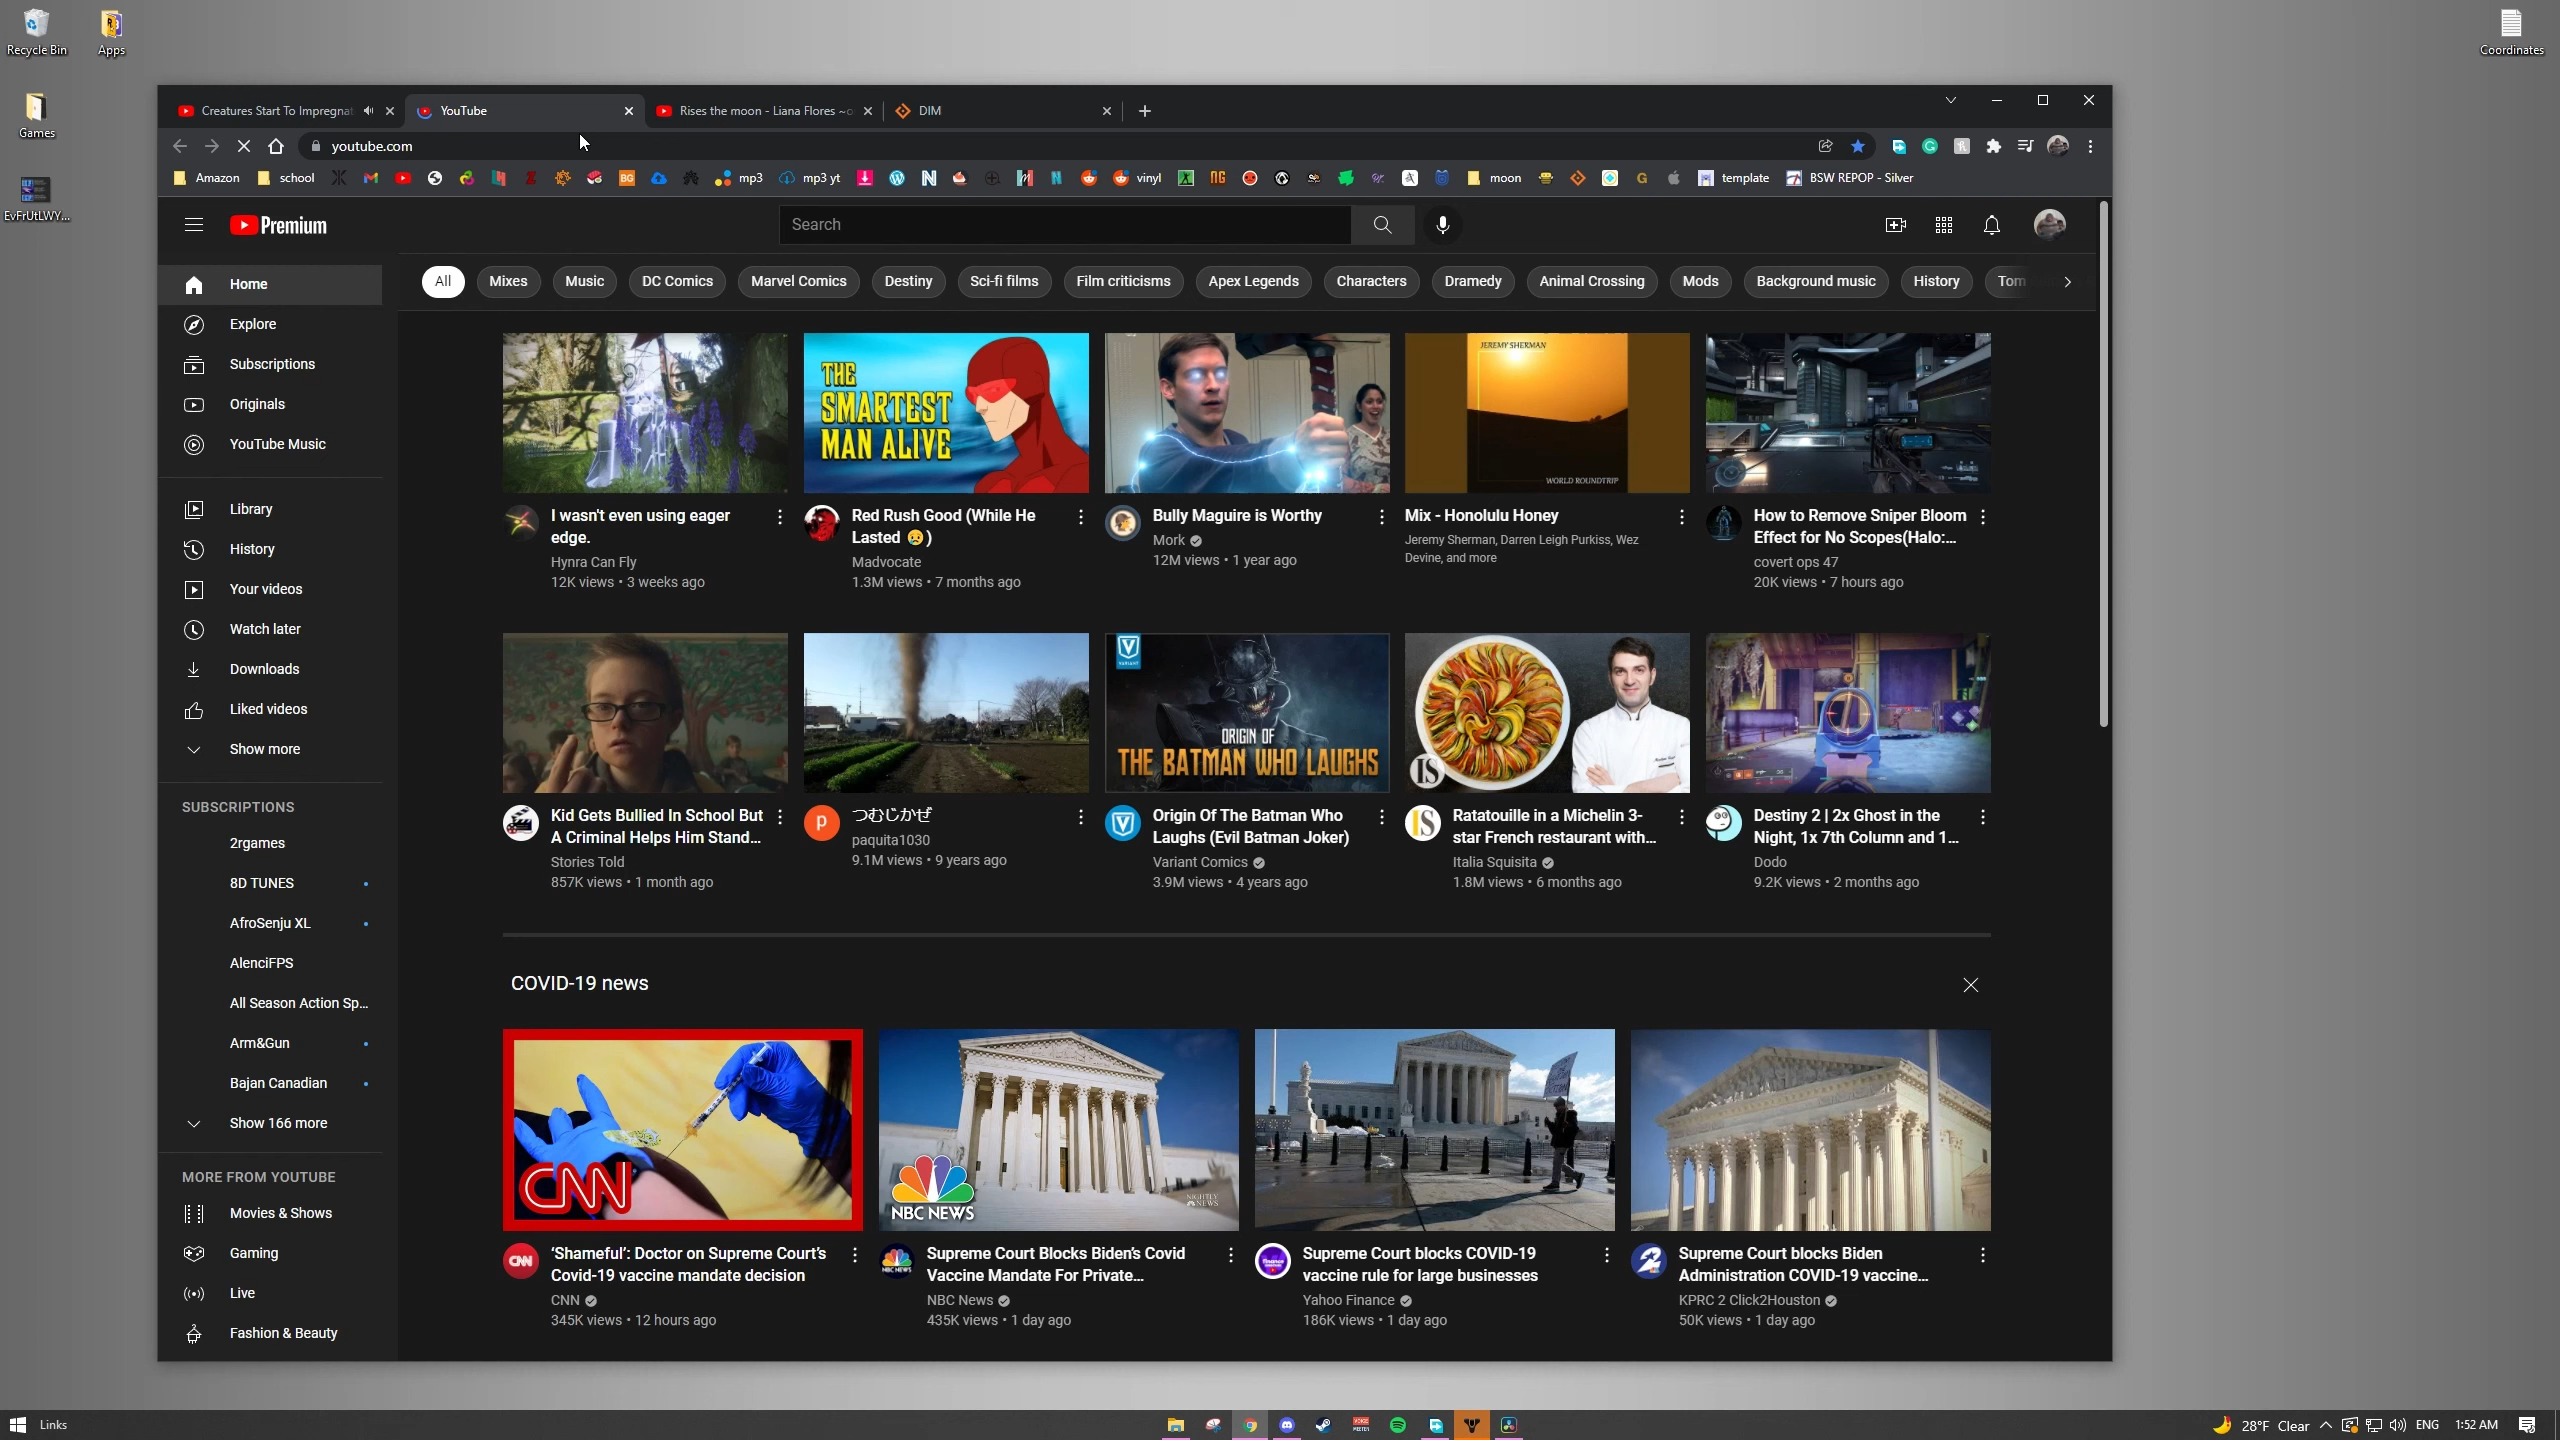 Recycle Bin
Apps
Coordinates
Games
EvFrUtLWY...
Creatures Start To Impregnat
YouTube
Rises the moon - Liana Flores ~o
DIM
youtube.com
Amazon
school
BG
mp3
mp3 yt
vinyl
moon
template
BSW REPOP - Silver
Premium
Search
Home
Explore
Subscriptions
Originals
YouTube Music
Library
History
Your videos
Watch later
Downloads
Liked videos
Show more
SUBSCRIPTIONS
2rgames
8D TUNES
AfroSenju XL
AlenciFPS
All Season Action Sp...
Arm&Gun
Bajan Canadian
Show 166 more
MORE FROM YOUTUBE
Movies & Shows
Gaming
Live
Fashion & Beauty
All
Mixes
Music
DC Comics
Marvel Comics
Destiny
Sci-fi films
Film criticisms
Apex Legends
Characters
Dramedy
Animal Crossing
Mods
Background music
History
Tom
THE
SMARTEST
MAN ALIVE
JEREMY SHERMAN
WORLD ROUNDTRIP
I wasn't even using eager
edge.
Hynra Can Fly
12K views • 3 weeks ago
Red Rush Good (While He
Lasted 😥)
Madvocate
1.3M views • 7 months ago
Bully Maguire is Worthy
Mork
12M views • 1 year ago
Mix - Honolulu Honey
Jeremy Sherman, Darren Leigh Purkiss, Wez
Devine, and more
How to Remove Sniper Bloom
Effect for No Scopes(Halo:...
covert ops 47
20K views • 7 hours ago
VARIANT
ORIGIN OF
THE BATMAN WHO LAUGHS
IS
Kid Gets Bullied In School But
A Criminal Helps Him Stand...
Stories Told
857K views • 1 month ago
p
つむじかぜ
paquita1030
9.1M views • 9 years ago
Origin Of The Batman Who
Laughs (Evil Batman Joker)
Variant Comics
3.9M views • 4 years ago
IS
Ratatouille in a Michelin 3-
star French restaurant with...
Italia Squisita
1.8M views • 6 months ago
Destiny 2 | 2x Ghost in the
Night, 1x 7th Column and 1...
Dodo
9.2K views • 2 months ago
COVID-19 news
CNN
NBC NEWS
NIGHTLY
NEWS
CNN
‘Shameful’: Doctor on Supreme Court’s
Covid-19 vaccine mandate decision
CNN
345K views • 12 hours ago
Supreme Court Blocks Biden’s Covid
Vaccine Mandate For Private...
NBC News
435K views • 1 day ago
Supreme Court blocks COVID-19
vaccine rule for large businesses
Yahoo Finance
186K views • 1 day ago
Supreme Court blocks Biden
Administration COVID-19 vaccine...
KPRC 2 Click2Houston
50K views • 1 day ago
Links
28°F Clear
ENG
1:52 AM